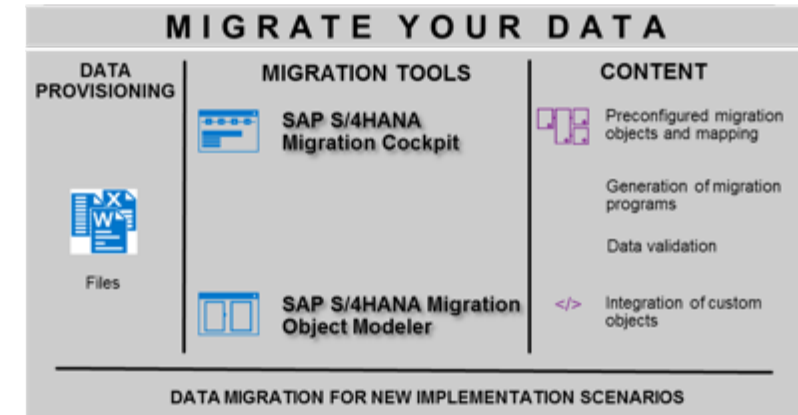 MIGRATE YOUR DATA
DATA
PROVISIONING
X
W
Files
MIGRATION TOOLS
SAP S/4HANA
Migration Cockpit
SAP S/4HANA Migration
Object Modeler
CONTENT
Preconfigured migration
objects and mapping
Generation of migration
programs
Data validation
</>
Integration of custom
objects
DATA MIGRATION FOR NEW IMPLEMENTATION SCENARIOS